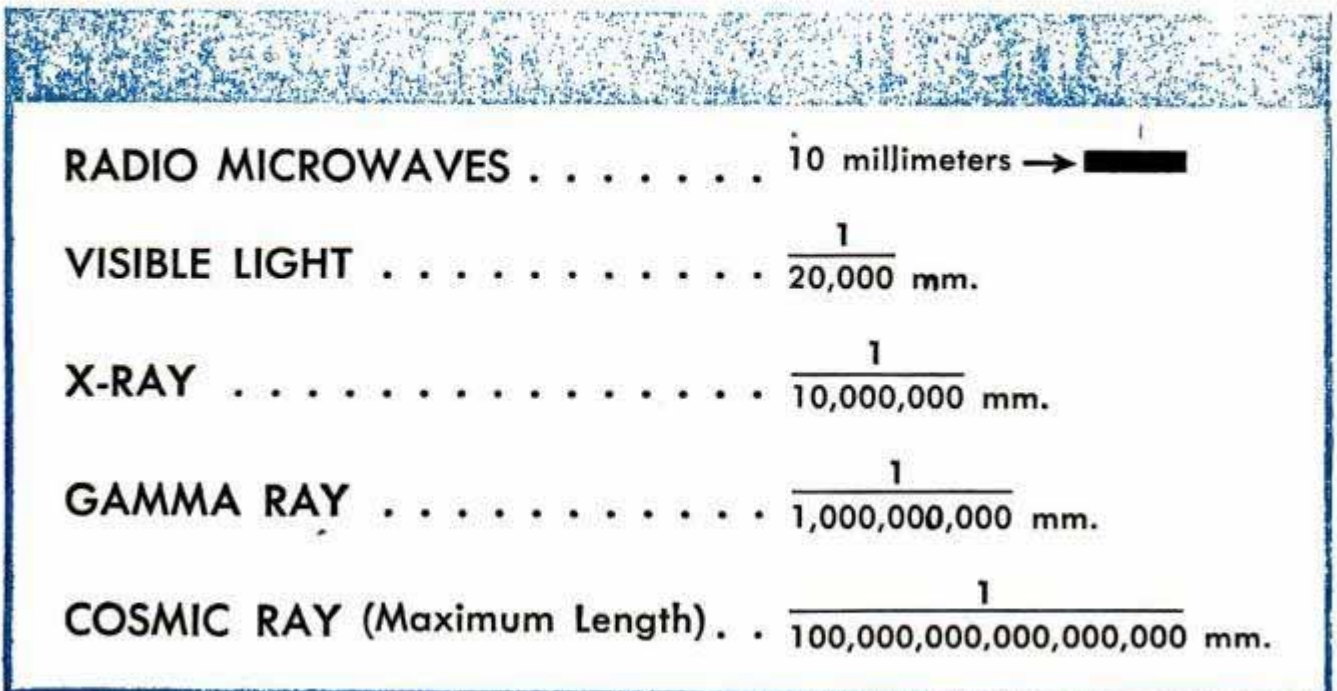 RADIO MICROWAVES . . . . . . . 10 millimeters →
VISIBLE LIGHT . . . . . . . . . . . 1/20,000 mm.
X-RAY . . . . . . . . . . . . . . . 1/10,000,000 mm.
GAMMA RAY . . . . . . . . . . . 1/1,000,000,000 mm.
COSMIC RAY (Maximum Length) . . 1/100,000,000,000,000,000 mm.